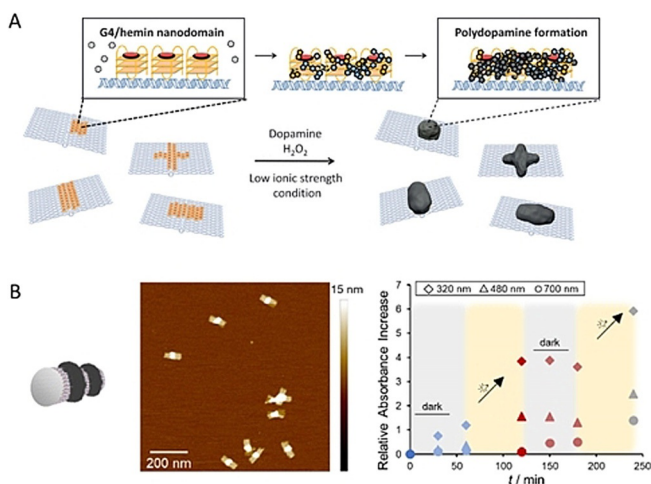 A
G4/hemin nanodomain
Polydopamine formation
Dopamine
H₂O₂
Low ionic strength
condition
B
15 nm
200 nm
0 nm
Relative Absorbance Increase
7
6
5
4
3
2
1
0
320 nm
480 nm
700 nm
dark
dark
0
50
100
150
200
250
t / min